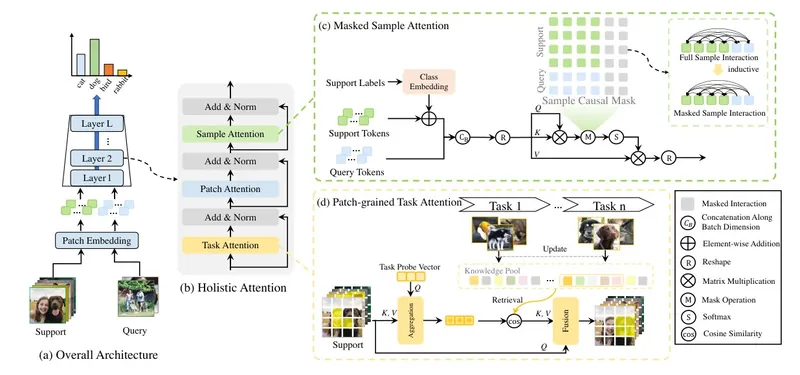 cat
dog
bird
rabbit
Layer L
Layer 2
Layer 1
Patch Embedding
Support
Query
(a) Overall Architecture
Add & Norm
Sample Attention
Add & Norm
Patch Attention
Add & Norm
Task Attention
(b) Holistic Attention
(c) Masked Sample Attention
Support Labels
Class
Embedding
Support Tokens
Query Tokens
C_B
R
Q
K
V
M
S
R
Support
Query
Sample Causal Mask
Full Sample Interaction
inductive
Masked Sample Interaction
(d) Patch-grained Task Attention
Task 1
...
Task n
Update
Knowledge Pool
...
Task Probe Vector
Q
K, V
Aggregation
Retrieval
cos
K, V
Q
Fusion
Support
Masked Interaction
C_B Concatenation Along
Batch Dimension
Element-wise Addition
R Reshape
Matrix Multiplication
M Mask Operation
S Softmax
cos Cosine Similarity